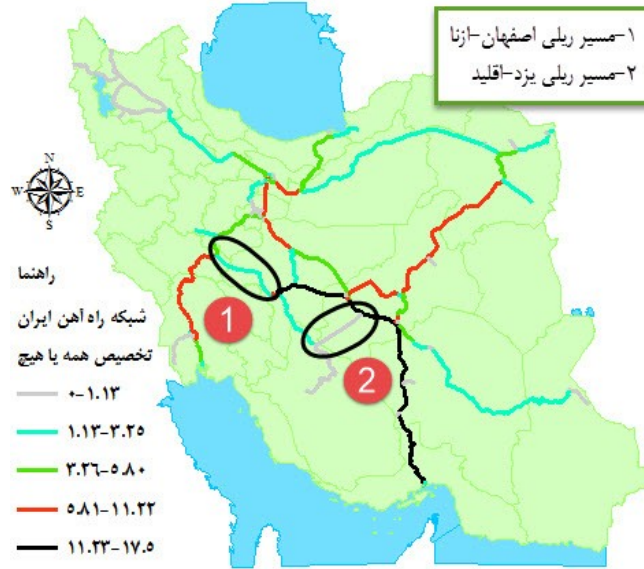 ۱-مسیر ریلی اصفهان-ازنا
۲-مسیر ریلی یزد-اقلید
N
W E
S
راهنما
شبکه راه آهن ایران
تخصیص همه یا هیچ
۰-۱.۱۳
۱.۱۳-۳.۲۵
۳.۲۶-۵.۸۰
۵.۸۱-۱۱.۲۲
۱۱.۲۳-۱۷.۵
1
2